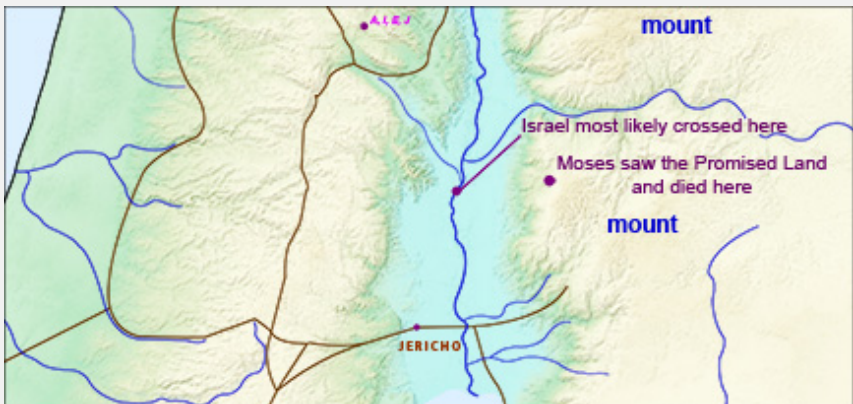 A, I, E, J
mount
Israel most likely crossed here
Moses saw the Promised Land
and died here
mount
JERICHO